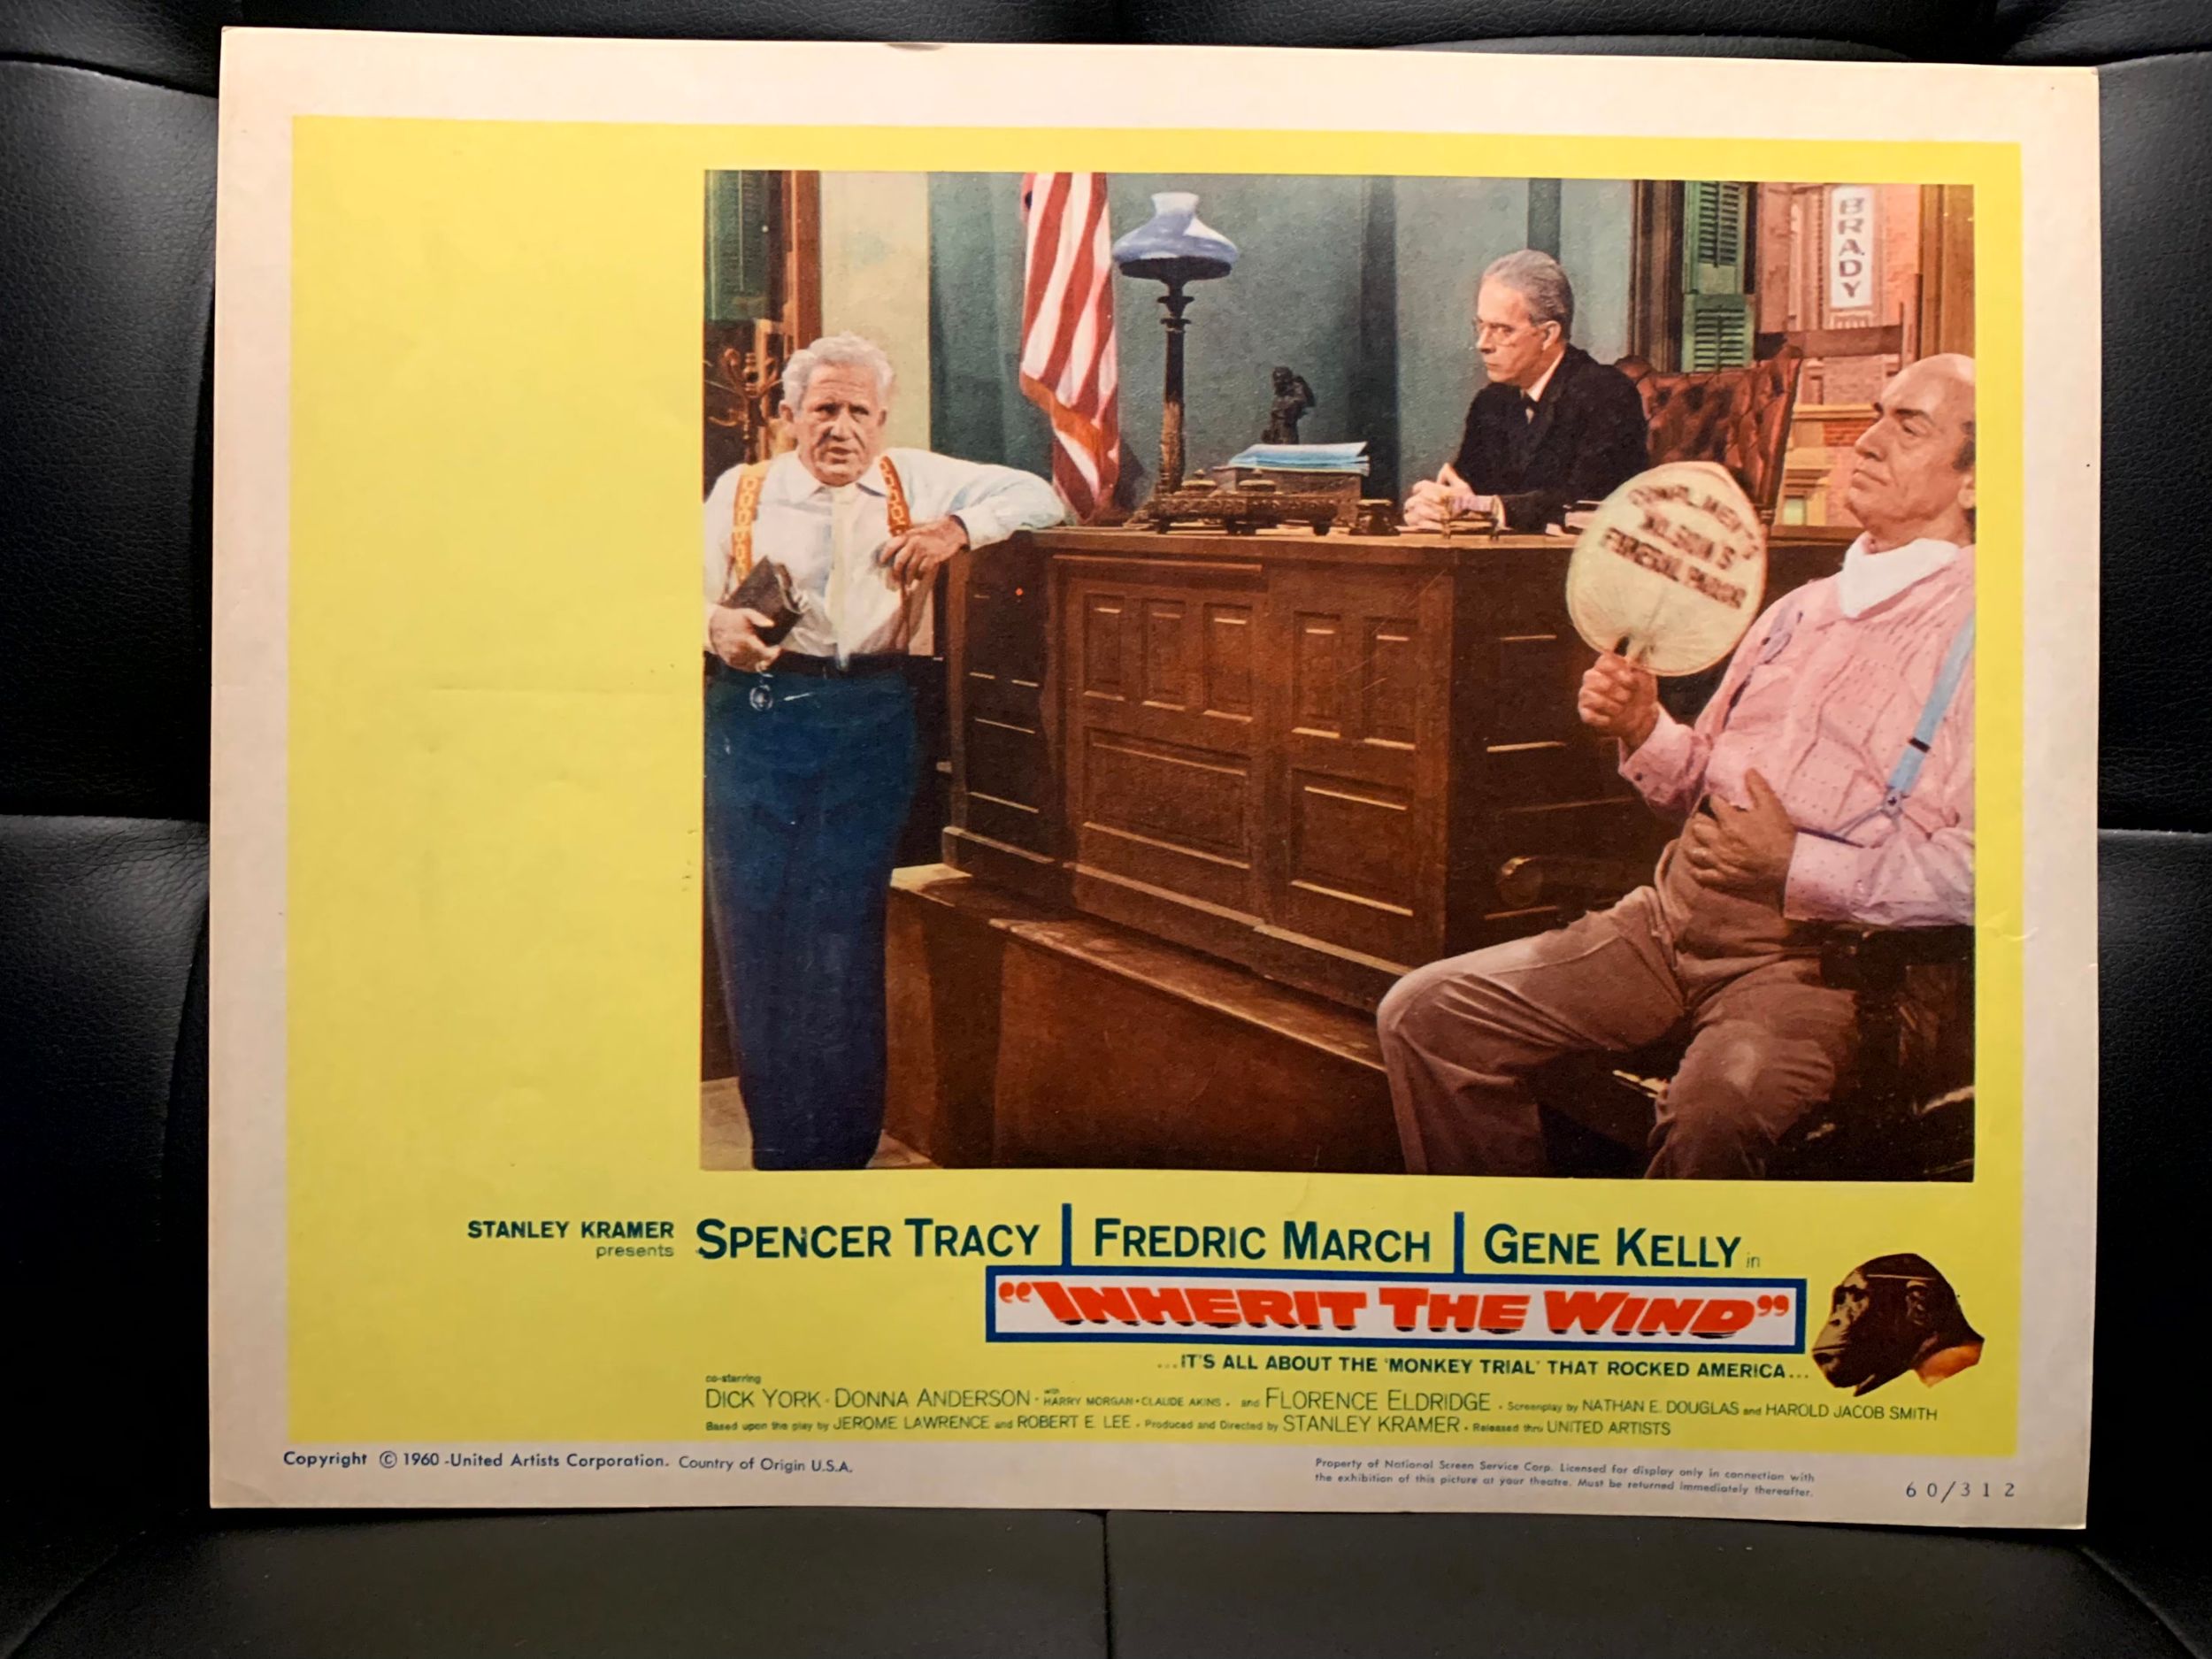 BRADY
COMPLIMENTS
FUNERAL PARLOR
STANLEY KRAMER
presents
SPENCER TRACY | FREDRIC MARCH | GENE KELLY in
"INHERIT THE WIND"
...IT'S ALL ABOUT THE 'MONKEY TRIAL' THAT ROCKED AMERICA...
co-starring
DICK YORK · DONNA ANDERSON · with HARRY MORGAN · CLAUDE AKINS · and FLORENCE ELDRIDGE · Screenplay by NATHAN E. DOUGLAS and HAROLD JACOB SMITH
Based upon the play by JEROME LAWRENCE and ROBERT E. LEE · Produced and Directed by STANLEY KRAMER · Released thru UNITED ARTISTS
Copyright © 1960 -United Artists Corporation. Country of Origin U.S.A.
Property of National Screen Service Corp. Licensed for display only in connection with
the exhibition of this picture at your theatre. Must be returned immediately thereafter.
60/312